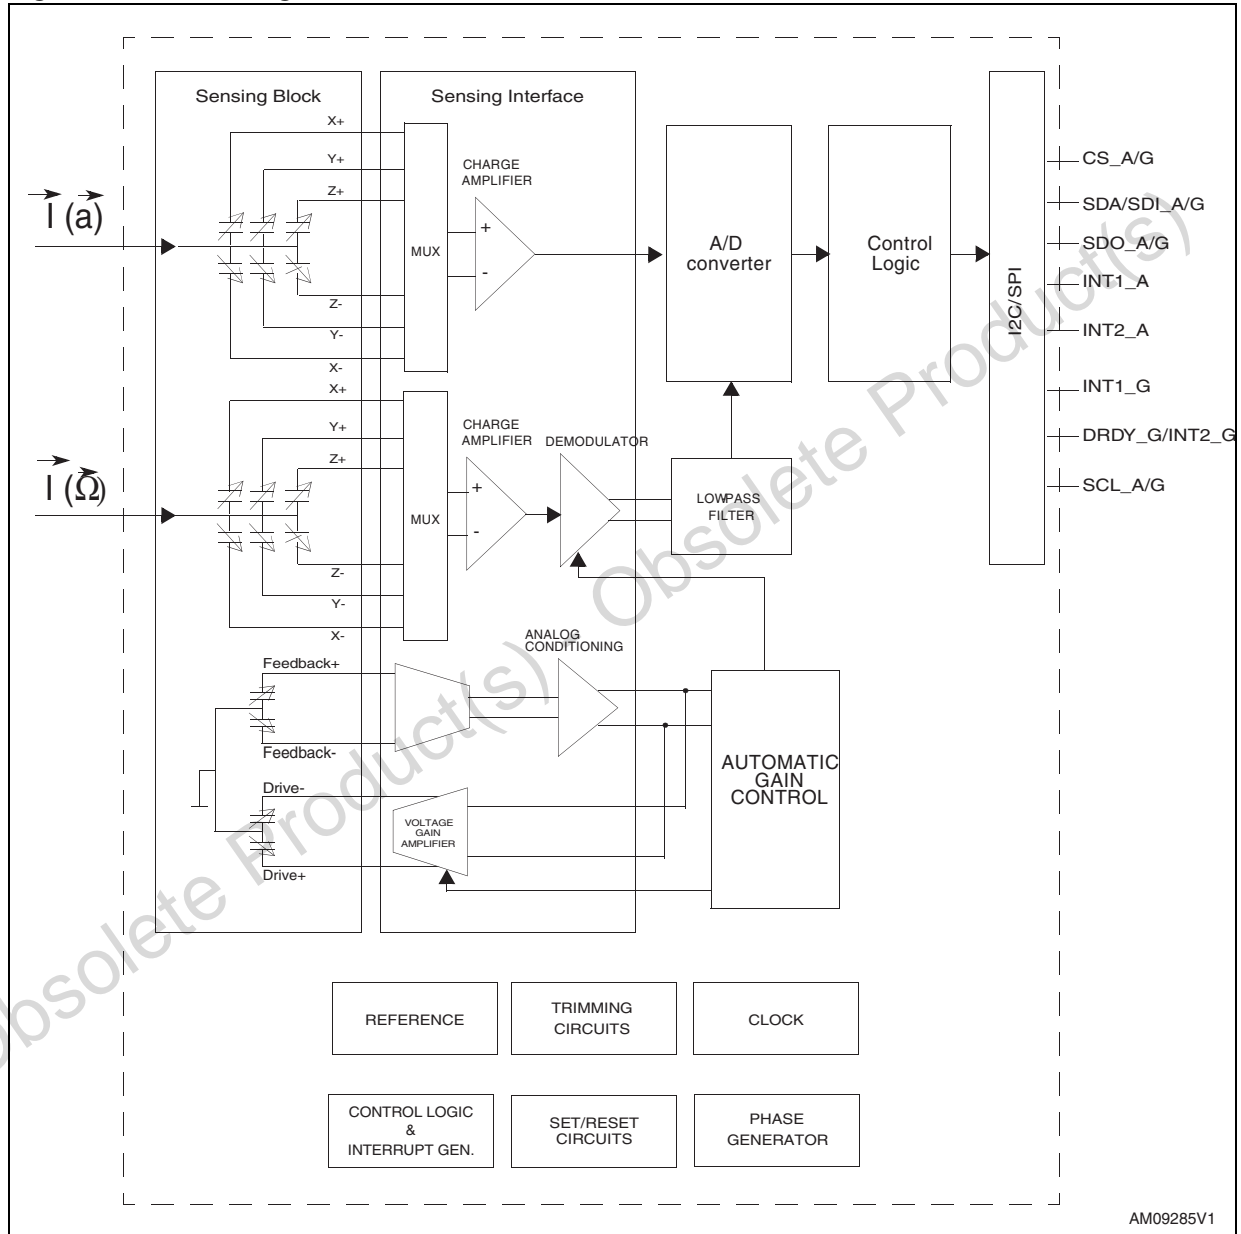 Sensing Block
Sensing Interface
X+
Y+
Z+
Z-
Y-
X-
I (a)
MUX
CHARGE
AMPLIFIER
+
-
A/D
converter
Control
Logic
I2C/SPI
CS_A/G
SDA/SDI_A/G
SDO_A/G
INT1_A
INT2_A
INT1_G
DRDY_G/INT2_G
SCL_A/G
X+
Y+
Z+
Z-
Y-
X-
I (Ω)
MUX
CHARGE
AMPLIFIER
+
-
DEMODULATOR
LOWPASS
FILTER
Feedback+
Feedback-
Drive-
Drive+
ANALOG
CONDITIONING
VOLTAGE
GAIN
AMPLIFIER
AUTOMATIC
GAIN
CONTROL
REFERENCE
TRIMMING
CIRCUITS
CLOCK
CONTROL LOGIC
&
INTERRUPT GEN.
SET/RESET
CIRCUITS
PHASE
GENERATOR
Obsolete Product(s) - Obsolete Product(s)
AM09285V1